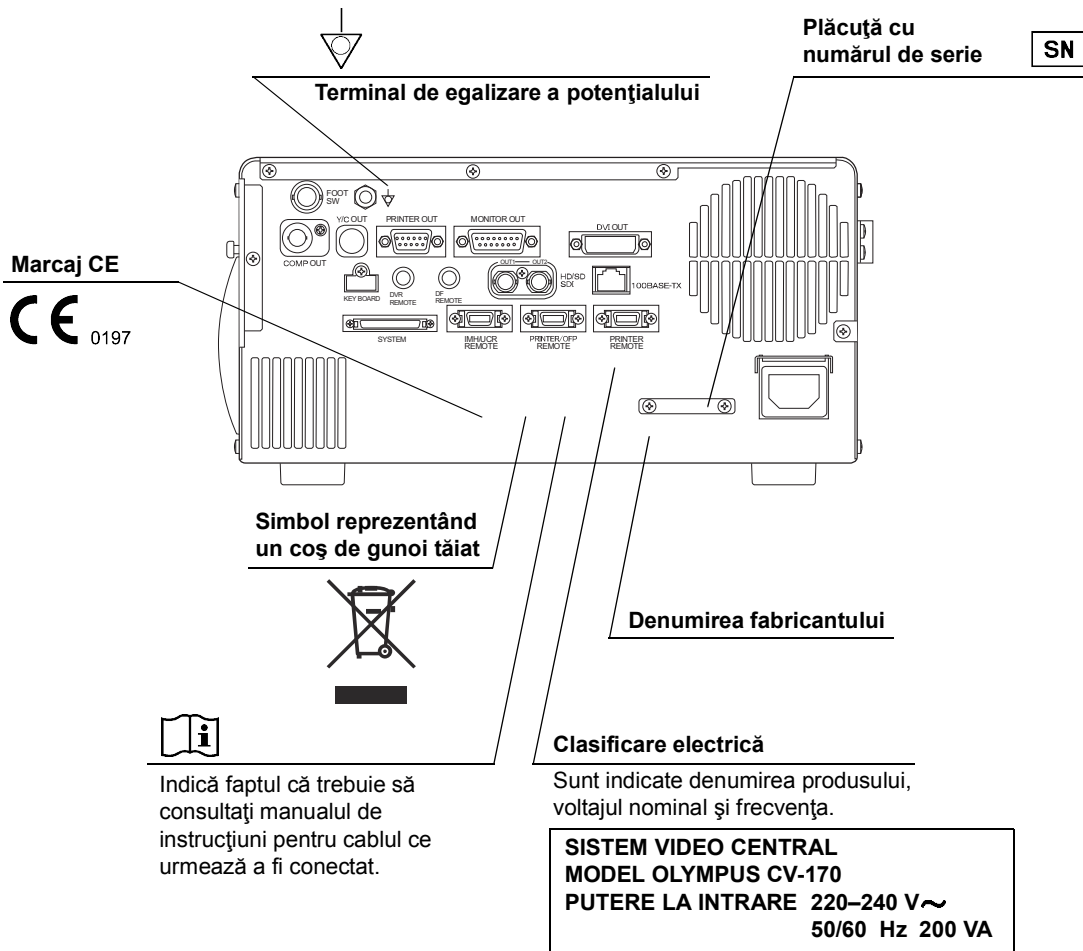 Plăcuţă cu
numărul de serie
SN
Terminal de egalizare a potenţialului
FOOT
SW
Y/C OUT
PRINTER OUT
MONITOR OUT
DVI OUT
COMP OUT
Marcaj CE
CE 0197
OUT1
OUT2
HD/SD
SDI
100BASE-TX
KEY BOARD
DVR
REMOTE
DF
REMOTE
SYSTEM
IMH/UCR
REMOTE
PRINTER/OFP
REMOTE
PRINTER
REMOTE
Simbol reprezentând
un coş de gunoi tăiat
Denumirea fabricantului
i
Indică faptul că trebuie să
consultaţi manualul de
instrucţiuni pentru cablul ce
urmează a fi conectat.
Clasificare electrică
Sunt indicate denumirea produsului,
voltajul nominal şi frecvenţa.
SISTEM VIDEO CENTRAL
MODEL OLYMPUS CV-170
PUTERE LA INTRARE 220–240 V~
50/60 Hz 200 VA